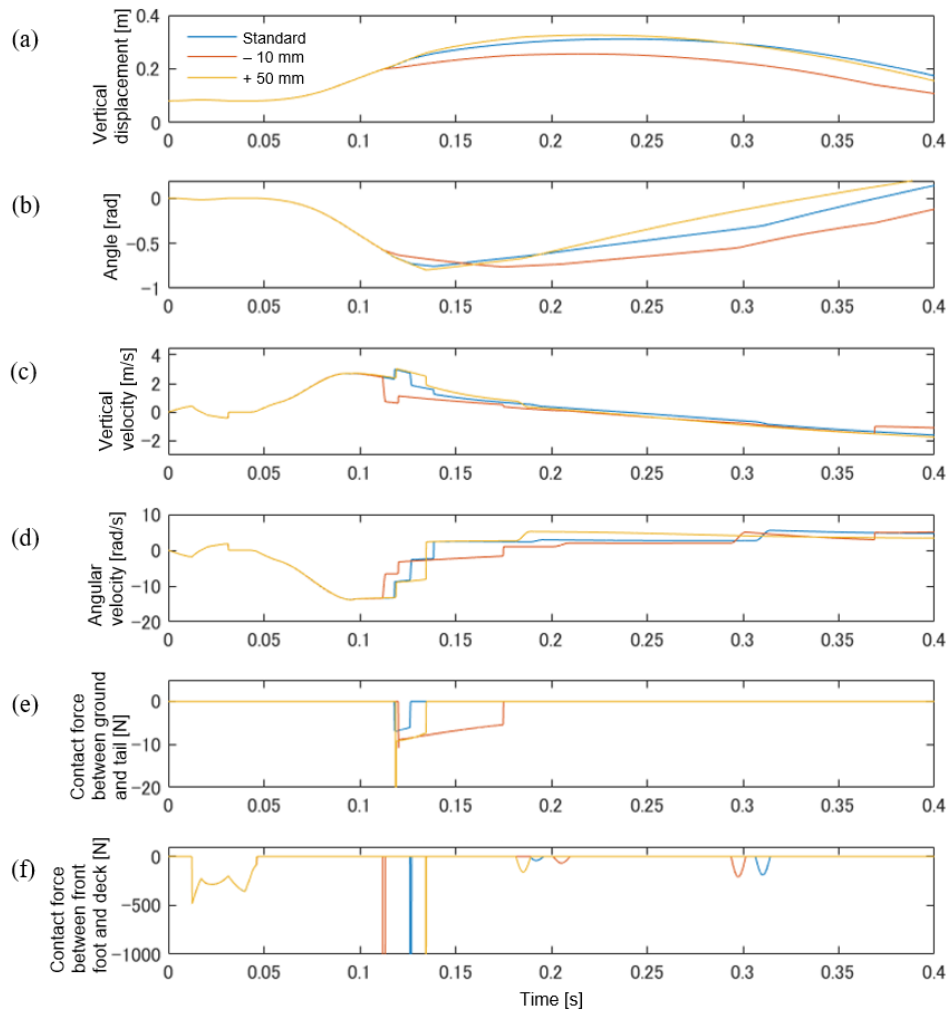 (a)
Vertical
displacement [m]
0.4
0.2
0
Standard
– 10 mm
+ 50 mm
0 0.05 0.1 0.15 0.2 0.25 0.3 0.35 0.4
(b)
Angle [rad]
0
−0.5
−1
0 0.05 0.1 0.15 0.2 0.25 0.3 0.35 0.4
(c)
Vertical
velocity [m/s]
4
2
0
−2
0 0.05 0.1 0.15 0.2 0.25 0.3 0.35 0.4
(d)
Angular
velocity [rad/s]
10
0
−10
−20
0 0.05 0.1 0.15 0.2 0.25 0.3 0.35 0.4
(e)
Contact force
between ground
and tail [N]
0
−10
−20
0 0.05 0.1 0.15 0.2 0.25 0.3 0.35 0.4
(f)
Contact force
between front
foot and deck [N]
0
−500
−1000
0 0.05 0.1 0.15 0.2 0.25 0.3 0.35 0.4
Time [s]